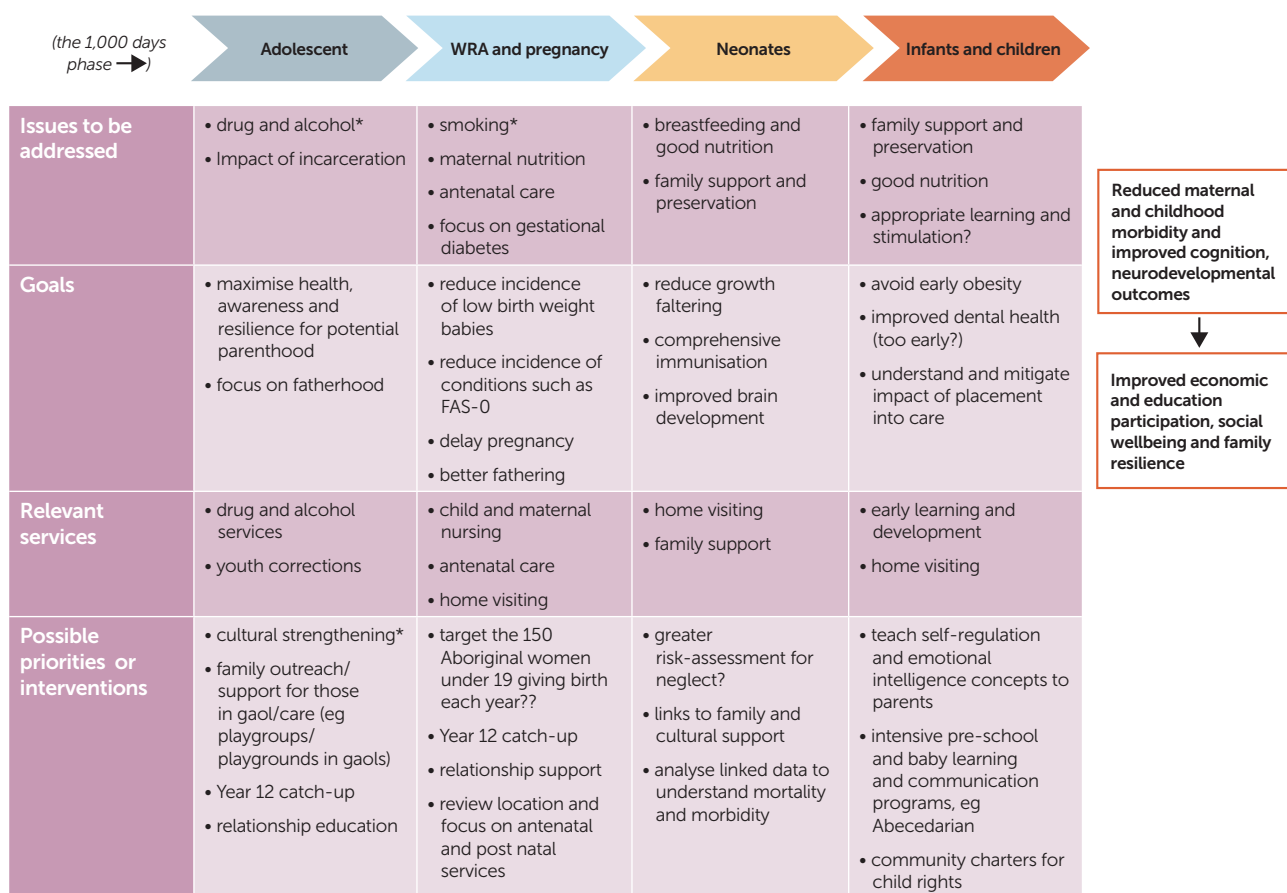 (the 1,000 days
phase →)
Adolescent
WRA and pregnancy
Neonates
Infants and children
Issues to be
addressed
• drug and alcohol*
• Impact of incarceration
• smoking*
• maternal nutrition
• antenatal care
• focus on gestational
diabetes
• breastfeeding and
good nutrition
• family support and
preservation
• family support and
preservation
• good nutrition
• appropriate learning and
stimulation?
Goals
• maximise health,
awareness and
resilience for potential
parenthood
• focus on fatherhood
• reduce incidence
of low birth weight
babies
• reduce incidence of
conditions such as
FAS-0
• delay pregnancy
• better fathering
• reduce growth
faltering
• comprehensive
immunisation
• improved brain
development
• avoid early obesity
• improved dental health
(too early?)
• understand and mitigate
impact of placement
into care
Relevant
services
• drug and alcohol
services
• youth corrections
• child and maternal
nursing
• antenatal care
• home visiting
• home visiting
• family support
• early learning and
development
• home visiting
Possible
priorities or
interventions
• cultural strengthening*
• family outreach/
support for those
in gaol/care (eg
playgroups/
playgrounds in gaols)
• Year 12 catch-up
• relationship education
• target the 150
Aboriginal women
under 19 giving birth
each year??
• Year 12 catch-up
• relationship support
• review location and
focus on antenatal
and post natal
services
• greater
risk-assessment for
neglect?
• links to family and
cultural support
• analyse linked data to
understand mortality
and morbidity
• teach self-regulation
and emotional
intelligence concepts to
parents
• intensive pre-school
and baby learning
and communication
programs, eg
Abecedarian
• community charters for
child rights
Reduced maternal
and childhood
morbidity and
improved cognition,
neurodevelopmental
outcomes
Improved economic
and education
participation, social
wellbeing and family
resilience